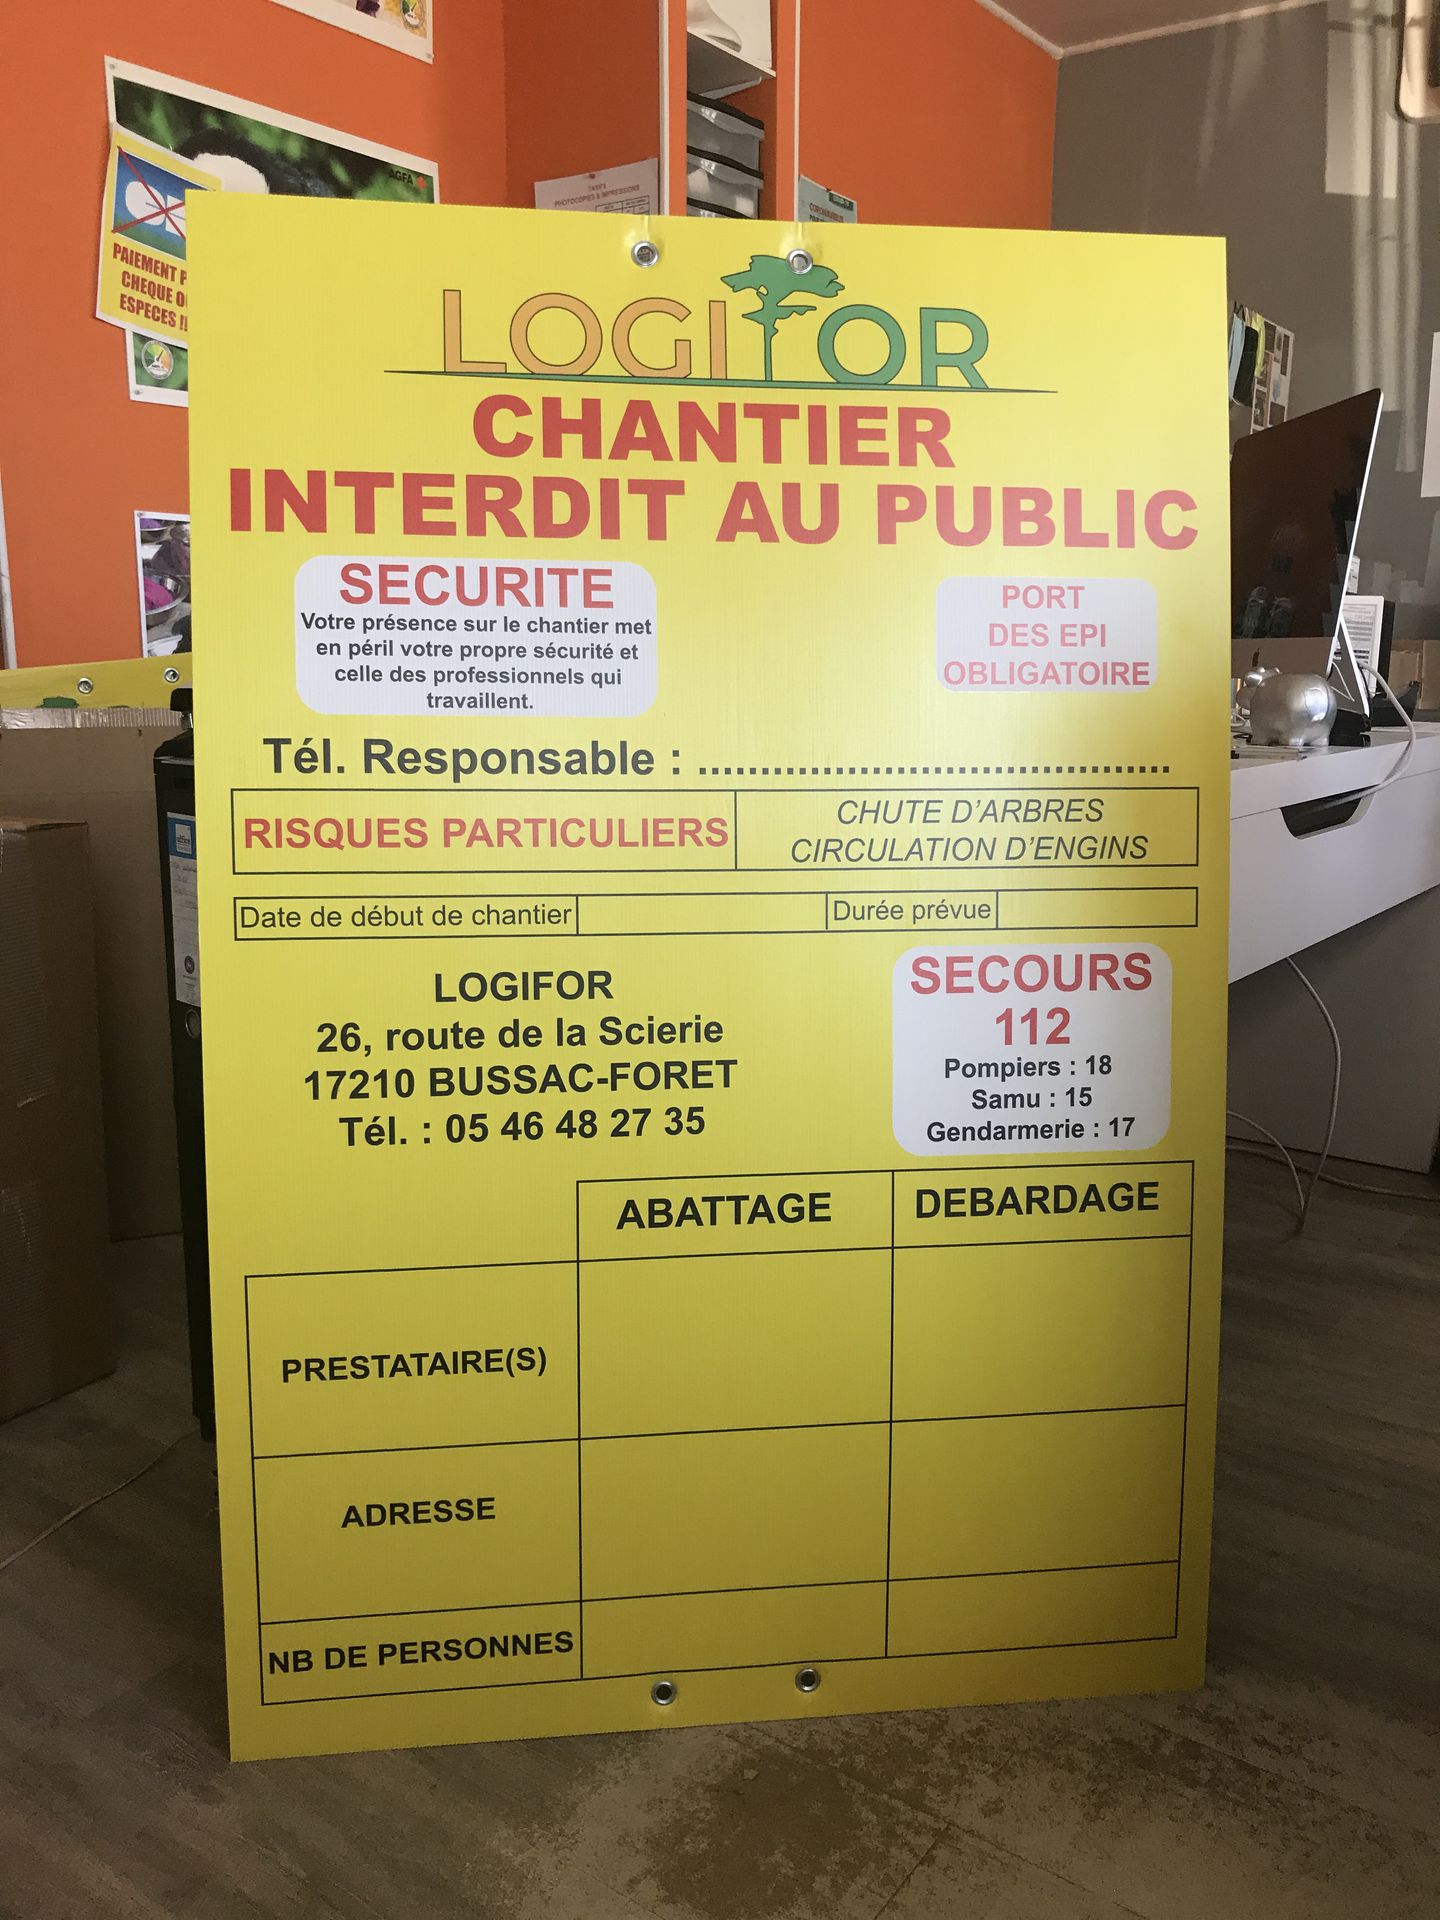 AGFA
PAIEMENT
CHEQUE
ESPECES !!
TARIFS
PHOTOCOPIES & IMPRESSIONS
LOGIFOR
CHANTIER
INTERDIT AU PUBLIC
SECURITE
Votre présence sur le chantier met
en péril votre propre sécurité et
celle des professionnels qui
travaillent.
PORT
DES EPI
OBLIGATOIRE
Tél. Responsable : ......................................
RISQUES PARTICULIERS
CHUTE D'ARBRES
CIRCULATION D'ENGINS
Date de début de chantier
Durée prévue
LOGIFOR
26, route de la Scierie
17210 BUSSAC-FORET
Tél. : 05 46 48 27 35
SECOURS
112
Pompiers : 18
Samu : 15
Gendarmerie : 17
ABATTAGE
DEBARDAGE
PRESTATAIRE(S)
ADRESSE
NB DE PERSONNES